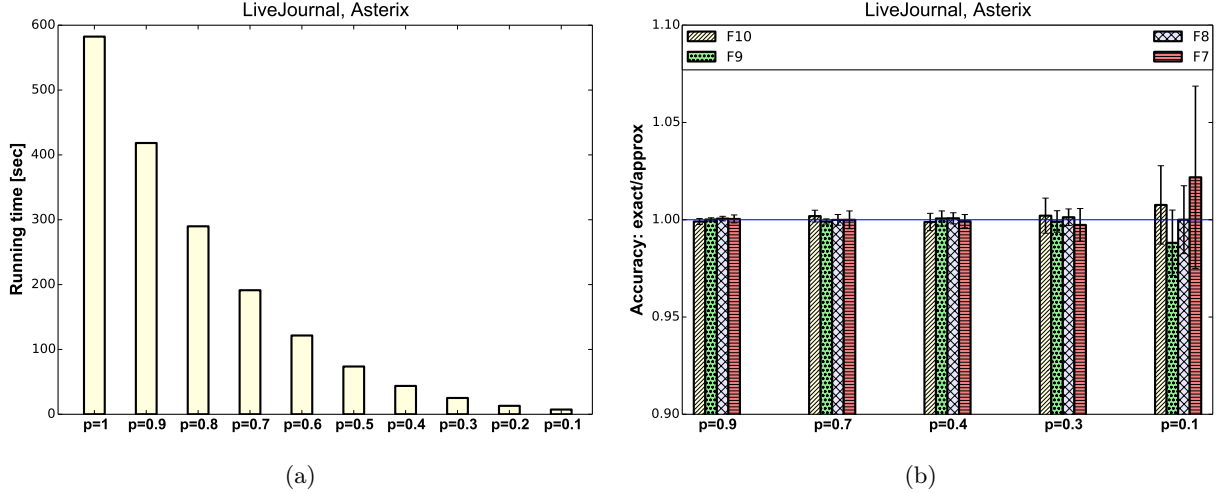 LiveJournal, Asterix
Running time [sec]
600
500
400
300
200
100
0
p=1 p=0.9 p=0.8 p=0.7 p=0.6 p=0.5 p=0.4 p=0.3 p=0.2 p=0.1
(a)
LiveJournal, Asterix
Accuracy: exact/approx
1.10
1.05
1.00
0.95
0.90
F10 F8
F9 F7
p=0.9 p=0.7 p=0.4 p=0.3 p=0.1
(b)